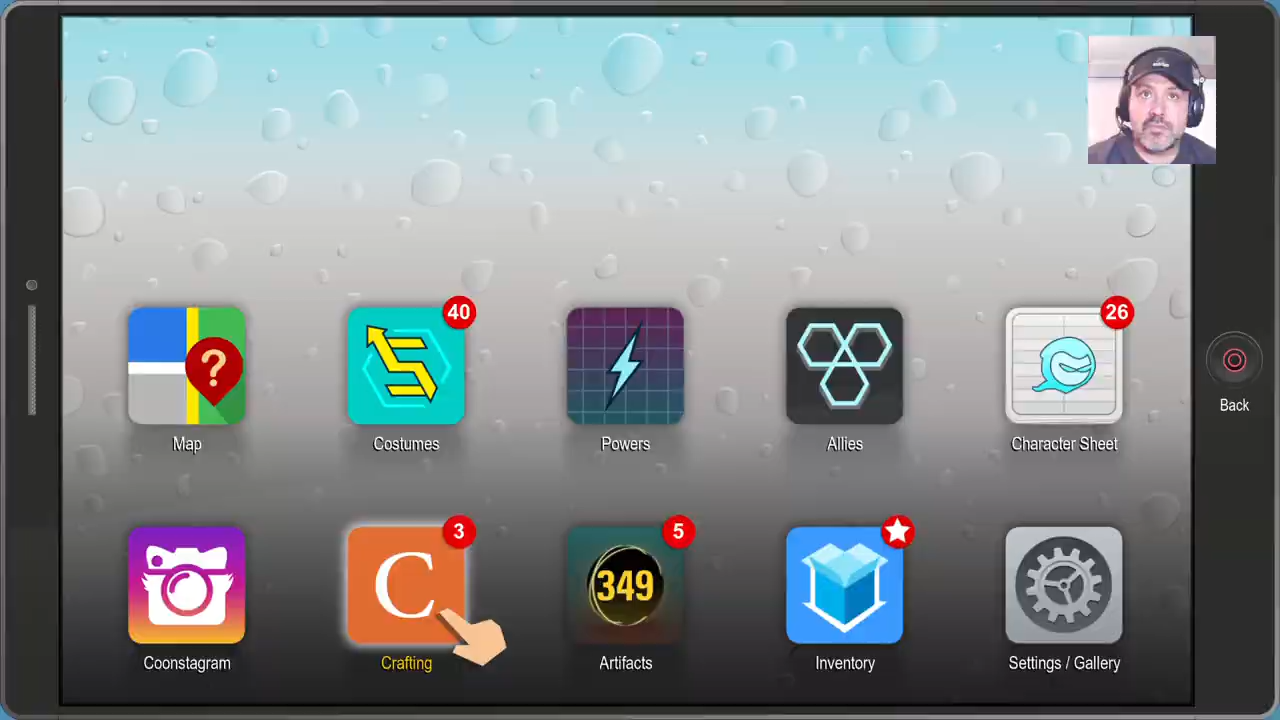 40
26
?
Map
Costumes
Powers
Allies
Character Sheet
Back
3
5
C
349
Coonstagram
Crafting
Artifacts
Inventory
Settings / Gallery